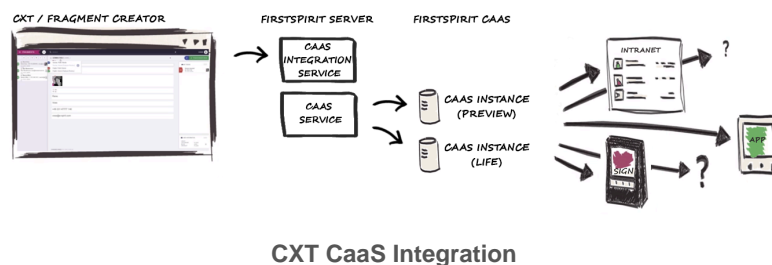 CXT / FRAGMENT CREATOR
FIRSTSPIRIT SERVER
FIRSTSPIRIT CAAS
CAAS
INTEGRATION
SERVICE
CAAS
SERVICE
CAAS INSTANCE
(PREVIEW)
CAAS INSTANCE
(LIFE)
INTRANET
?
APP
SIGN
?
CXT CaaS Integration